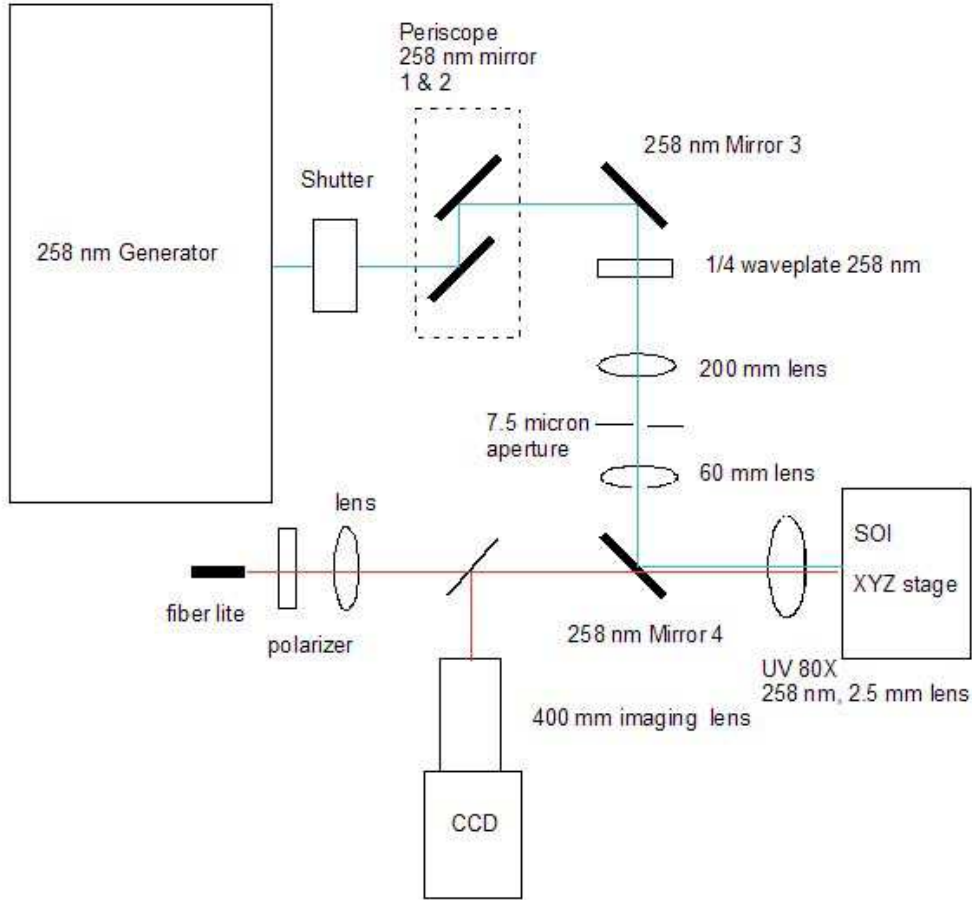 Periscope
258 nm mirror
1 & 2
258 nm Mirror 3
Shutter
258 nm Generator
1/4 waveplate 258 nm
200 mm lens
7.5 micron
aperture
60 mm lens
lens
SOI
XYZ stage
fiber lite
polarizer
258 nm Mirror 4
UV 80X
258 nm, 2.5 mm lens
400 mm imaging lens
CCD